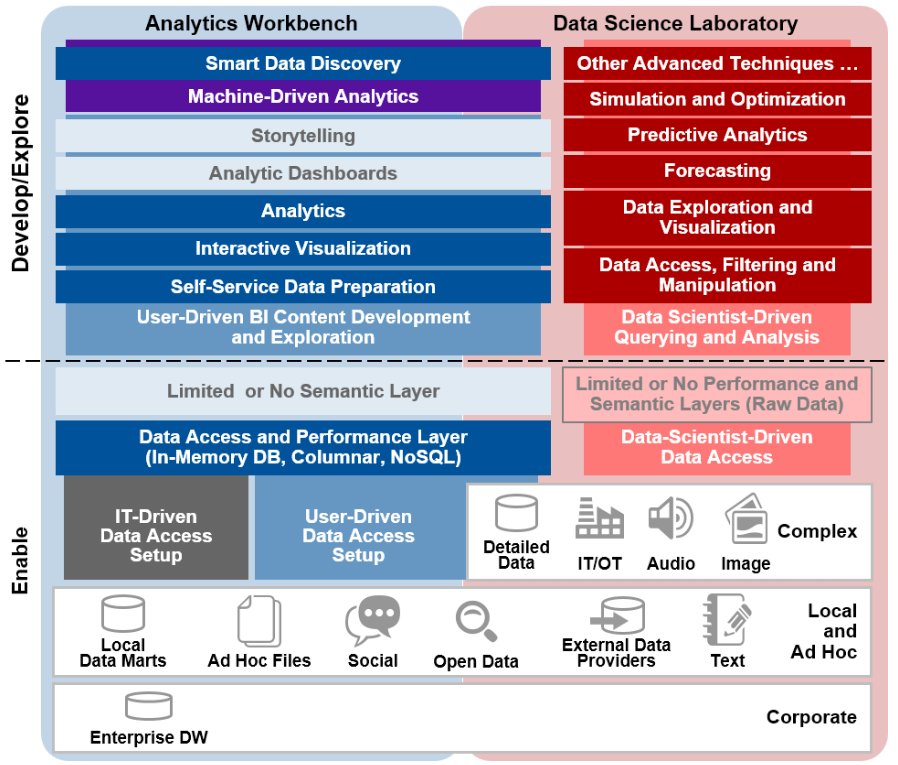 Analytics Workbench
Data Science Laboratory
Develop/Explore
Smart Data Discovery
Machine-Driven Analytics
Storytelling
Analytic Dashboards
Analytics
Interactive Visualization
Self-Service Data Preparation
User-Driven BI Content Development
and Exploration
Other Advanced Techniques …
Simulation and Optimization
Predictive Analytics
Forecasting
Data Exploration and
Visualization
Data Access, Filtering and
Manipulation
Data Scientist-Driven
Querying and Analysis
Enable
Limited or No Semantic Layer
Data Access and Performance Layer
(In-Memory DB, Columnar, NoSQL)
IT-Driven
Data Access
Setup
User-Driven
Data Access
Setup
Limited or No Performance and
Semantic Layers (Raw Data)
Data-Scientist-Driven
Data Access
Detailed
Data
IT/OT
Audio
Image
Complex
Local
Data Marts
Ad Hoc Files
Social
Open Data
External Data
Providers
Text
Local
and
Ad Hoc
Enterprise DW
Corporate